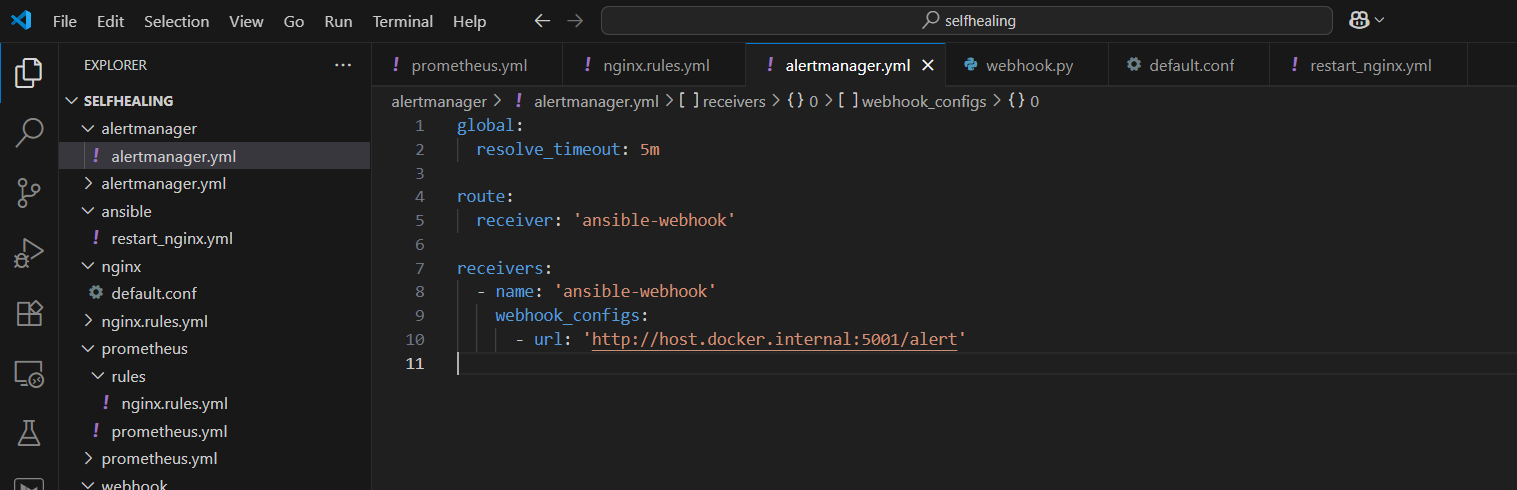 File Edit Selection View Go Run Terminal Help selfhealing
EXPLORER
prometheus.yml nginx.rules.yml alertmanager.yml webhook.py default.conf restart_nginx.yml
SELFHEALING
alertmanager
alertmanager.yml
alertmanager.yml
ansible
restart_nginx.yml
nginx
default.conf
nginx.rules.yml
prometheus
rules
nginx.rules.yml
prometheus.yml
prometheus.yml
webhook
alertmanager > ! alertmanager.yml > [ ] receivers > {} 0 > [ ] webhook_configs > {} 0
1 global:
2 resolve_timeout: 5m
3
4 route:
5 receiver: 'ansible-webhook'
6
7 receivers:
8 - name: 'ansible-webhook'
9 webhook_configs:
10 - url: 'http://host.docker.internal:5001/alert'
11